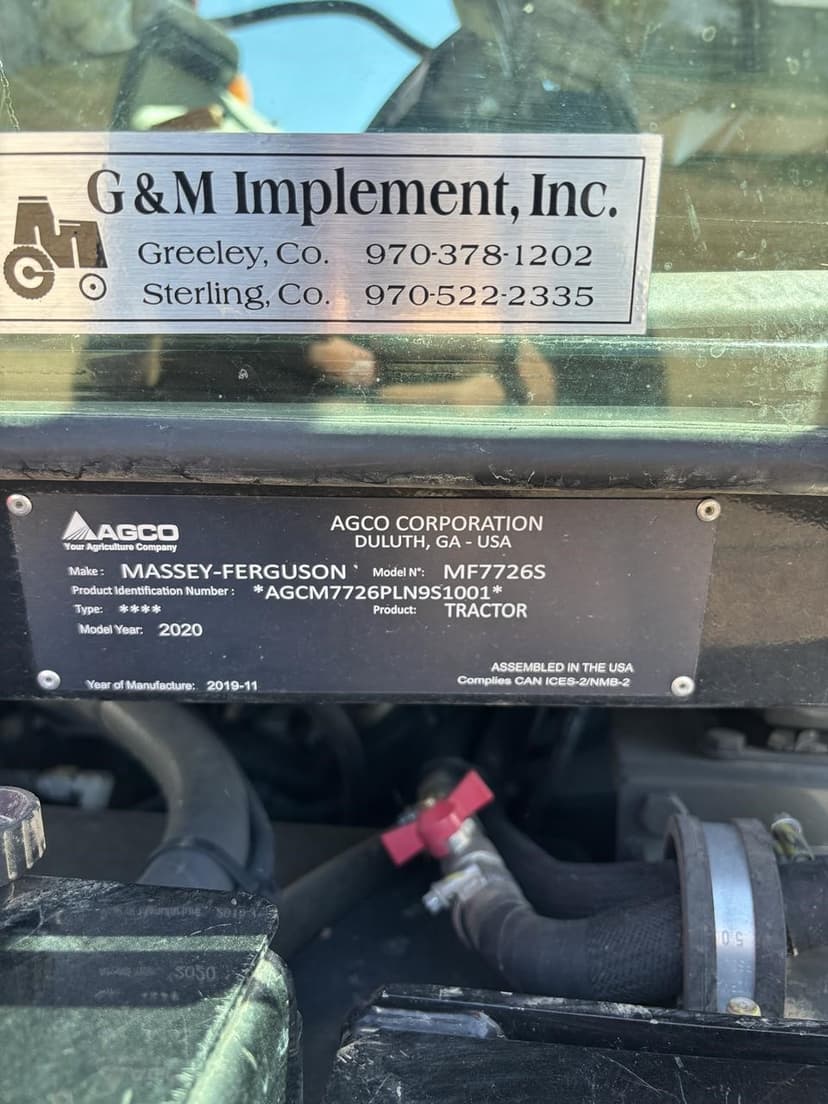 G&M Implement, Inc.
Greeley, Co. 970-378-1202
Sterling, Co. 970-522-2335
AGCO
Your Agriculture Company
AGCO CORPORATION
DULUTH, GA - USA
Make: MASSEY-FERGUSON Model N°: MF7726S
Product Identification Number: *AGCM7726PLN9S1001*
Type: **** Product: TRACTOR
Model Year: 2020
Year of Manufacture: 2019-11
ASSEMBLED IN THE USA
Complies CAN ICES-2/NMB-2